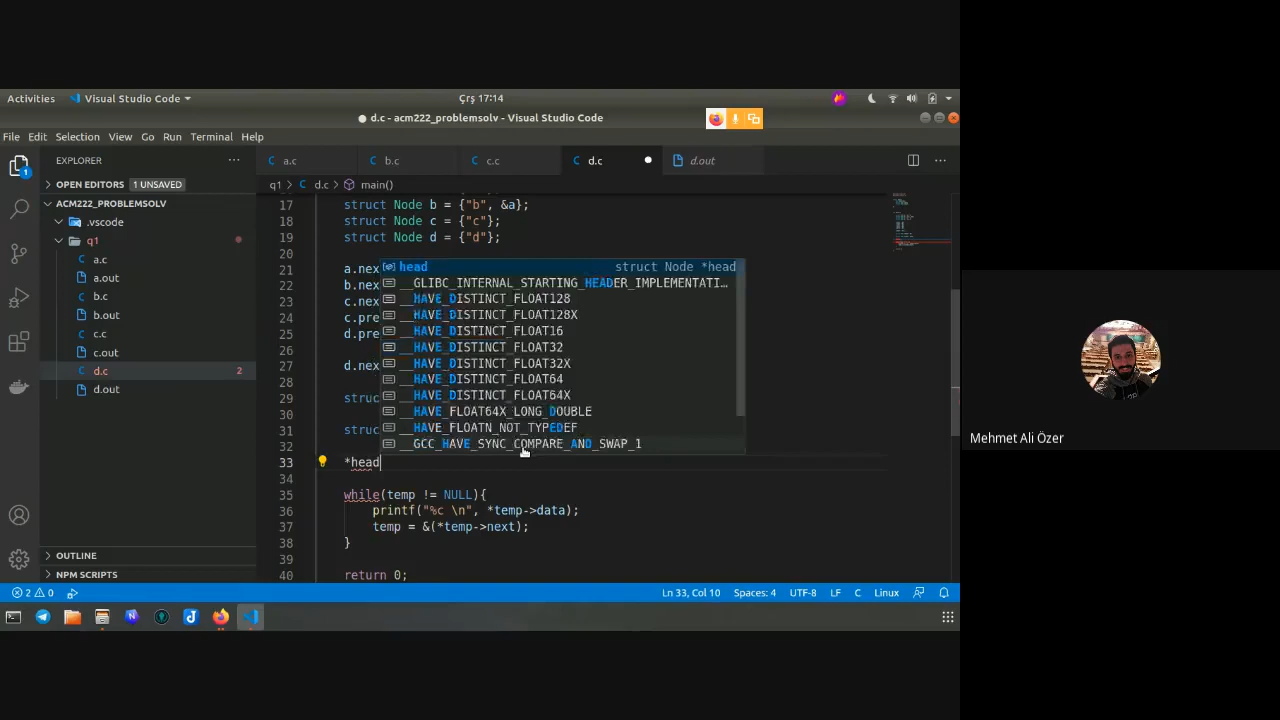 Activities Visual Studio Code Çrş 17:14
d.c - acm222_problemsolv - Visual Studio Code
File Edit Selection View Go Run Terminal Help
EXPLORER
a.c b.c c.c d.c d.out
OPEN EDITORS 1 UNSAVED
q1 > d.c > main()
ACM222_PROBLEMSOLV
.vscode
q1
a.c
a.out
b.c
b.out
c.c
c.out
d.c 2
d.out
OUTLINE
NPM SCRIPTS
17 struct Node b = {"b", &a};
18 struct Node c = {"c"};
19 struct Node d = {"d"};
20
21 a.nex
22 b.nex
23 c.nex
24 c.pre
25 d.pre
26
27 d.nex
28
29 struc
30
31 struc
32
33 *head
34
35 while(temp != NULL){
36 printf("%c \n", *temp->data);
37 temp = &(*temp->next);
38 }
39
40 return 0;
head struct Node *head
__GLIBC_INTERNAL_STARTING_HEADER_IMPLEMENTATI…
__HAVE_DISTINCT_FLOAT128
__HAVE_DISTINCT_FLOAT128X
__HAVE_DISTINCT_FLOAT16
__HAVE_DISTINCT_FLOAT32
__HAVE_DISTINCT_FLOAT32X
__HAVE_DISTINCT_FLOAT64
__HAVE_DISTINCT_FLOAT64X
__HAVE_FLOAT64X_LONG_DOUBLE
__HAVE_FLOATN_NOT_TYPEDEF
__GCC_HAVE_SYNC_COMPARE_AND_SWAP_1
2 0 Ln 33, Col 10 Spaces: 4 UTF-8 LF C Linux
Mehmet Ali Özer